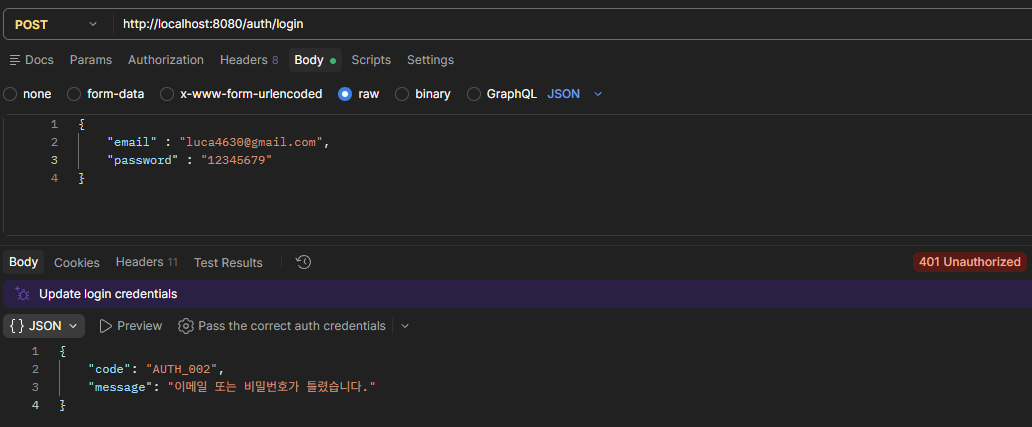 POST http://localhost:8080/auth/login
Docs Params Authorization Headers 8 Body Scripts Settings
none form-data x-www-form-urlencoded raw binary GraphQL JSON
1 {
2 "email" : "luca4630@gmail.com",
3 "password" : "12345679"
4 }
Body Cookies Headers 11 Test Results 401 Unauthorized
Update login credentials
{} JSON Preview Pass the correct auth credentials
1 {
2 "code": "AUTH_002",
3 "message": "이메일 또는 비밀번호가 틀렸습니다."
4 }